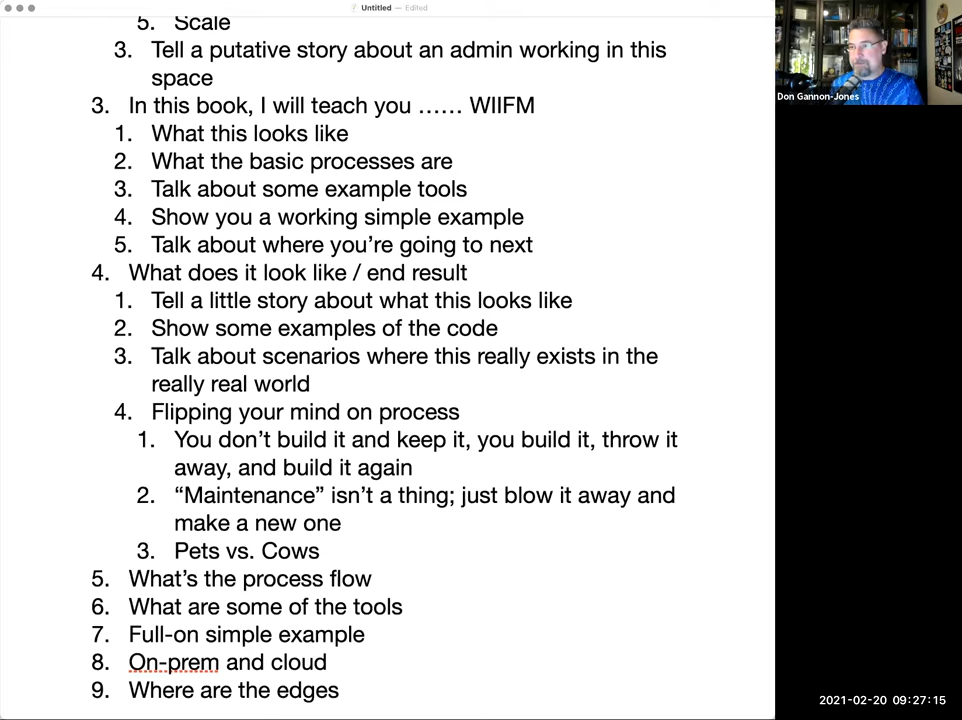 Untitled — Edited
5. Scale
3. Tell a putative story about an admin working in this
space
3. In this book, I will teach you …… WIIFM
1. What this looks like
2. What the basic processes are
3. Talk about some example tools
4. Show you a working simple example
5. Talk about where you’re going to next
4. What does it look like / end result
1. Tell a little story about what this looks like
2. Show some examples of the code
3. Talk about scenarios where this really exists in the
really real world
4. Flipping your mind on process
1. You don’t build it and keep it, you build it, throw it
away, and build it again
2. “Maintenance” isn’t a thing; just blow it away and
make a new one
3. Pets vs. Cows
5. What’s the process flow
6. What are some of the tools
7. Full-on simple example
8. On-prem and cloud
9. Where are the edges
Don Gannon-Jones
2021-02-20 09:27:15